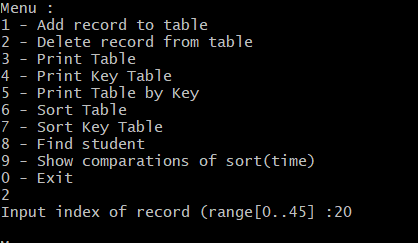 Menu :
1 - Add record to table
2 - Delete record from table
3 - Print Table
4 - Print Key Table
5 - Print Table by Key
6 - Sort Table
7 - Sort Key Table
8 - Find student
9 - Show comparations of sort(time)
0 - Exit
2
Input index of record (range[0..45] :20